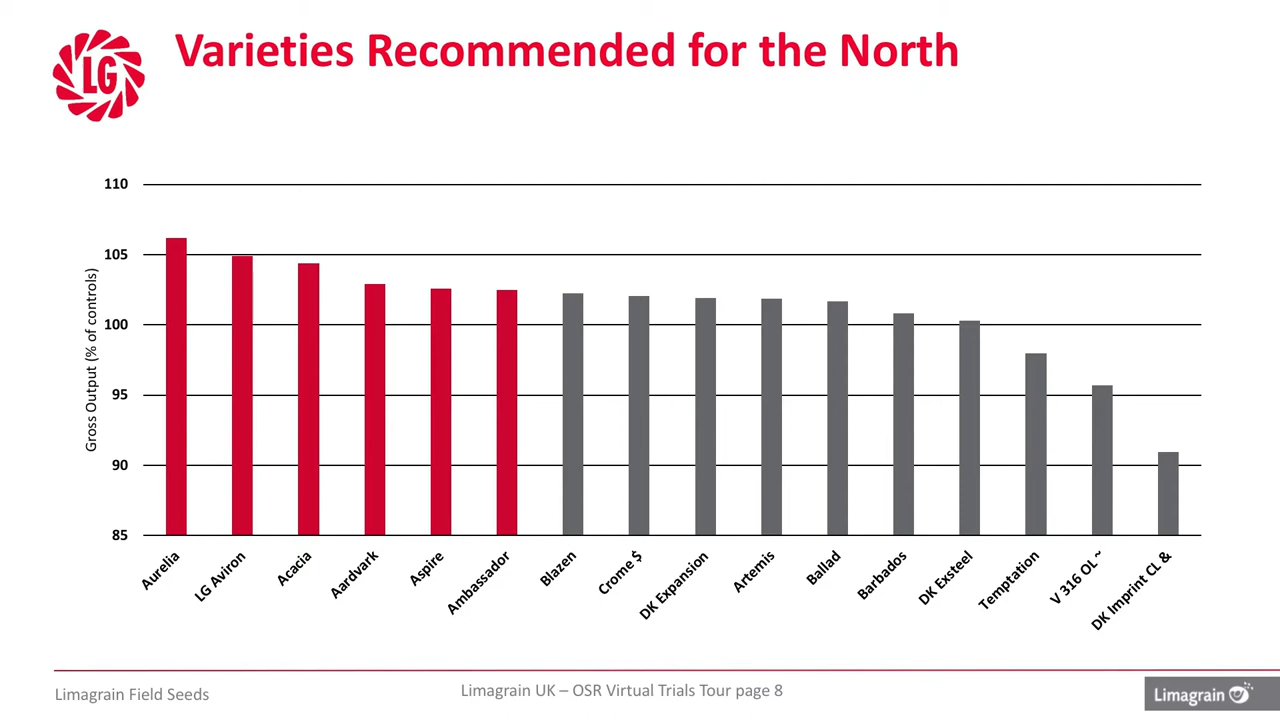 LG
Varieties Recommended for the North
Gross Output (% of controls)
110
105
100
95
90
85
Aurelia
LG Aviron
Acacia
Aardvark
Aspire
Ambassador
Blazen
Crome $
DK Expansion
Artemis
Ballad
Barbados
DK Exsteel
Temptation
V 316 OL ~
DK Imprint CL &
Limagrain Field Seeds
Limagrain UK – OSR Virtual Trials Tour page 8
Limagrain